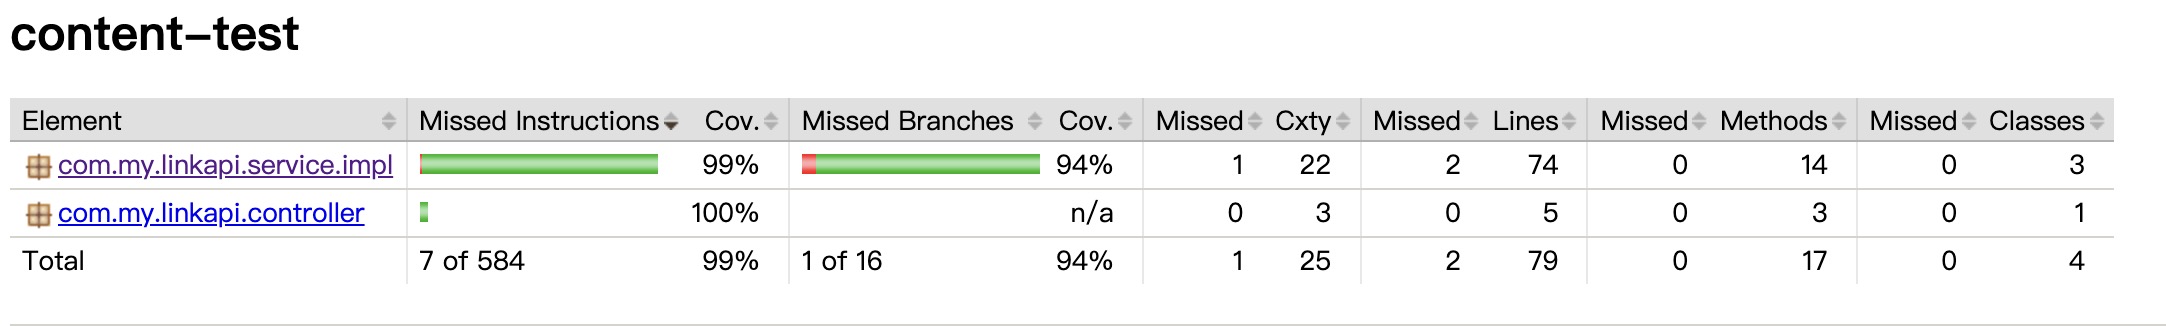 content-test
Element Missed Instructions Cov. Missed Branches Cov. Missed Cxty Missed Lines Missed Methods Missed Classes
com.my.linkapi.service.impl 99% 94% 1 22 2 74 0 14 0 3
com.my.linkapi.controller 100% n/a 0 3 0 5 0 3 0 1
Total 7 of 584 99% 1 of 16 94% 1 25 2 79 0 17 0 4